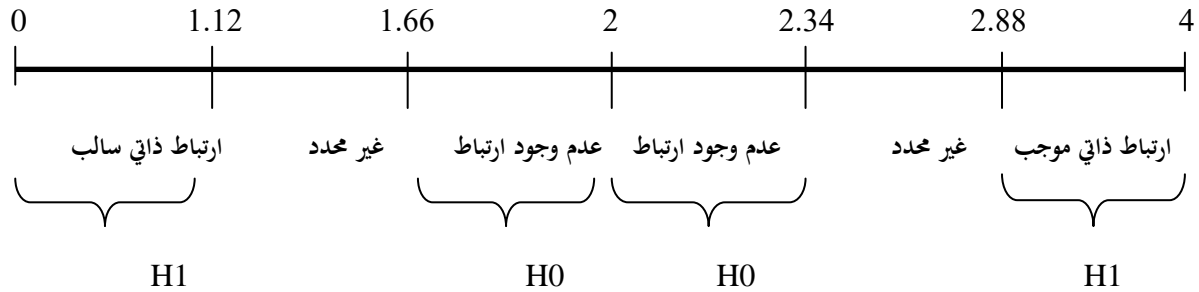 0 1.12 1.66 2 2.34 2.88 4
ارتباط ذاتي سالب غير محدد عدم وجود ارتباط عدم وجود ارتباط غير محدد ارتباط ذاتي موجب
H1 H0 H0 H1